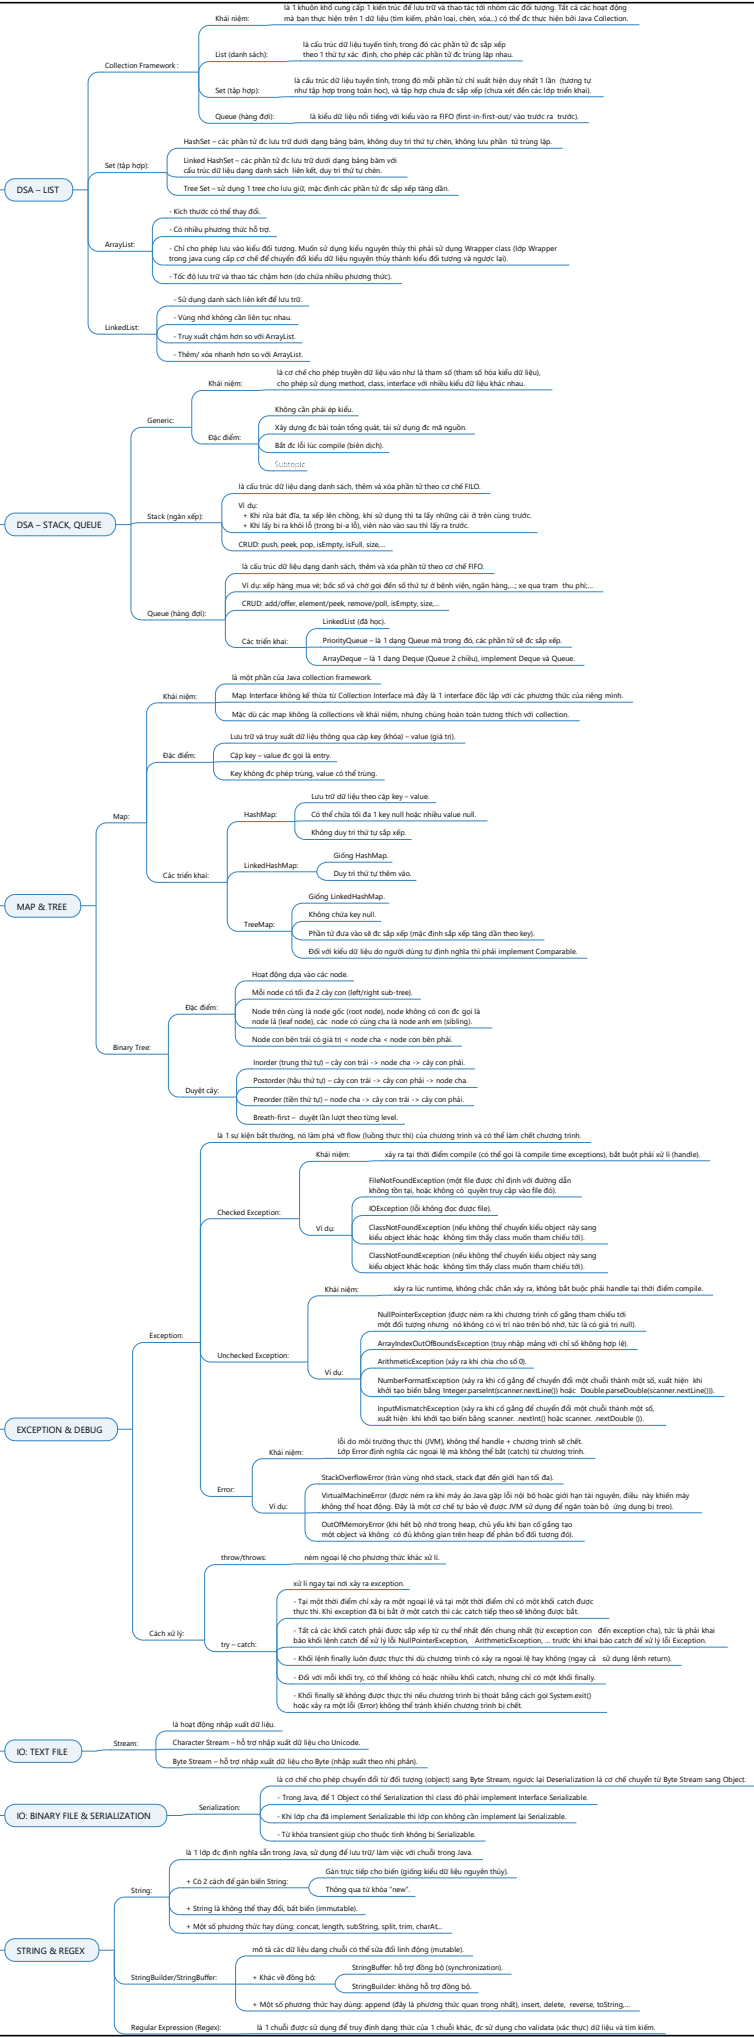 DSA – LIST
Collection Framework :
Khái niệm:
là 1 khuôn khổ cung cấp 1 kiến trúc để lưu trữ và thao tác tới nhóm các đối tượng. Tất cả các hoạt động
mà bạn thực hiện trên 1 dữ liệu (tìm kiếm, phân loại, chèn, xóa,..) có thể đc thực hiện bởi Java Collection.
List (danh sách):
là cấu trúc dữ liệu tuyến tính, trong đó các phần tử đc sắp xếp
theo 1 thứ tự xác định, cho phép các phần tử đc trùng lặp nhau.
Set (tập hợp):
là cấu trúc dữ liệu tuyến tính, trong đó mỗi phần tử chỉ xuất hiện duy nhất 1 lần (tương tự
như tập hợp trong toán học), và tập hợp chưa đc sắp xếp (chưa xét đến các lớp triển khai).
Queue (hàng đợi):
là kiểu dữ liệu nổi tiếng với kiểu vào ra FIFO (first-in-first-out/ vào trước ra trước).
Set (tập hợp):
HashSet – các phần tử đc lưu trữ dưới dạng bảng băm, không duy trì thứ tự chèn, không lưu phần tử trùng lập.
Linked HashSet – các phần tử đc lưu trữ dưới dạng bảng băm với
cấu trúc dữ liệu dạng danh sách liên kết, duy trì thứ tự chèn.
Tree Set – sử dụng 1 tree cho lưu giữ, mặc định các phần tử đc sắp xếp tăng dần.
ArrayList:
- Kích thước có thể thay đổi.
- Có nhiều phương thức hỗ trợ.
- Chỉ cho phép lưu vào kiểu đối tượng. Muốn sử dụng kiểu nguyên thủy thì phải sử dụng Wrapper class (lớp Wrapper
trong java cung cấp cơ chế để chuyển đổi kiểu dữ liệu nguyên thủy thành kiểu đối tượng và ngược lại).
- Tốc độ lưu trữ và thao tác chậm hơn (do chứa nhiều phương thức).
LinkedList:
- Sử dụng danh sách liên kết để lưu trữ.
- Vùng nhớ không cần liên tục nhau.
- Truy xuất chậm hơn so với ArrayList.
- Thêm/ xóa nhanh hơn so với ArrayList.
DSA – STACK, QUEUE
Generic:
Khái niệm:
là cơ chế cho phép truyền dữ liệu vào như là tham số (tham số hóa kiểu dữ liệu),
cho phép sử dụng method, class, interface với nhiều kiểu dữ liệu khác nhau.
Đặc điểm:
Không cần phải ép kiểu.
Xây dựng đc bài toán tổng quát, tái sử dụng đc mã nguồn.
Bắt đc lỗi lúc compile (biên dịch).
Subtopic
Stack (ngăn xếp):
là cấu trúc dữ liệu dạng danh sách, thêm và xóa phần tử theo cơ chế FILO.
Ví dụ:
+ Khi rửa bát đĩa, ta xếp lên chồng, khi sử dụng thì ta lấy những cái ở trên cùng trước.
+ Khi lấy bi ra khỏi lỗ (trong bi-a lỗ), viên nào vào sau thì lấy ra trước.
CRUD: push, peek, pop, isEmpty, isFull, size,...
Queue (hàng đợi):
là cấu trúc dữ liệu dạng danh sách, thêm và xóa phần tử theo cơ chế FIFO.
Ví dụ: xếp hàng mua vé; bốc số và chờ gọi đến số thứ tự ở bệnh viện, ngân hàng,...; xe qua trạm thu phí;...
CRUD: add/offer, element/peek, remove/poll, isEmpty, size,...
Các triển khai:
LinkedList (đã học).
PriorityQueue – là 1 dạng Queue mà trong đó, các phần tử sẽ đc sắp xếp.
ArrayDeque – là 1 dạng Deque (Queue 2 chiều), implement Deque và Queue.
MAP & TREE
Map:
Khái niệm:
là một phần của Java collection framework.
Map Interface không kế thừa từ Collection Interface mà đây là 1 interface độc lập với các phương thức của riêng mình.
Mặc dù các map không là collections về khái niệm, nhưng chúng hoàn toàn tương thích với collection.
Đặc điểm:
Lưu trữ và truy xuất dữ liệu thông qua cặp key (khóa) – value (giá trị).
Cặp key – value đc gọi là entry.
Key không đc phép trùng, value có thể trùng.
Các triển khai:
HashMap:
Lưu trữ dữ liệu theo cặp key – value.
Có thể chứa tối đa 1 key null hoặc nhiều value null.
Không duy trì thứ tự sắp xếp.
LinkedHashMap:
Giống HashMap.
Duy trì thứ tự thêm vào.
TreeMap:
Giống LinkedHashMap.
Không chứa key null.
Phần tử đưa vào sẽ đc sắp xếp (mặc định sắp xếp tăng dần theo key).
Đối với kiểu dữ liệu do người dùng tự định nghĩa thì phải implement Comparable.
Binary Tree:
Đặc điểm:
Hoạt động dựa vào các node.
Mỗi node có tối đa 2 cây con (left/right sub-tree).
Node trên cùng là node gốc (root node), node không có con đc gọi là
node lá (leaf node), các node có cùng cha là node anh em (sibling).
Node con bên trái có giá trị < node cha < node con bên phải.
Duyệt cây:
Inorder (trung thứ tự) – cây con trái -> node cha -> cây con phải.
Postorder (hậu thứ tự) – cây con trái -> cây con phải -> node cha.
Preorder (tiền thứ tự) – node cha -> cây con trái -> cây con phải.
Breath-first – duyệt lần lượt theo từng level.
EXCEPTION & DEBUG
Exception:
là 1 sự kiện bất thường, nó làm phá vỡ flow (luồng thực thi) của chương trình và có thể làm chết chương trình.
Checked Exception:
Khái niệm:
xảy ra tại thời điểm compile (có thể gọi là compile time exceptions), bắt buột phải xử lí (handle).
Ví dụ:
FileNotFoundException (một file được chỉ định với đường dẫn
không tồn tại, hoặc không có quyền truy cập vào file đó).
IOException (lỗi không đọc được file).
ClassNotFoundException (nếu không thể chuyển kiểu object này sang
kiểu object khác hoặc không tìm thấy class muốn tham chiếu tới).
ClassNotFoundException (nếu không thể chuyển kiểu object này sang
kiểu object khác hoặc không tìm thấy class muốn tham chiếu tới).
Unchecked Exception:
Khái niệm:
xảy ra lúc runtime, không chắc chắn xảy ra, không bắt buộc phải handle tại thời điểm compile.
Ví dụ:
NullPointerException (được ném ra khi chương trình cố gắng tham chiếu tới
một đối tượng nhưng nó không có vị trí nào trên bộ nhớ, tức là có giá trị null).
ArrayIndexOutOfBoundsException (truy nhập mảng với chỉ số không hợp lệ).
ArithmeticException (xảy ra khi chia cho số 0).
NumberFormatException (xảy ra khi cố gắng để chuyển đổi một chuỗi thành một số, xuất hiện khi
khởi tạo biến bằng Integer.parseInt(scanner.nextLine()) hoặc Double.parseDouble(scanner.nextLine())).
InputMismatchException (xảy ra khi cố gắng để chuyển đổi một chuỗi thành một số,
xuất hiện khi khởi tạo biến bằng scanner. .nextInt() hoặc scanner. .nextDouble ()).
Error:
Khái niệm:
lỗi do môi trường thực thi (JVM), không thể handle + chương trình sẽ chết.
Lớp Error định nghĩa các ngoại lệ mà không thể bắt (catch) từ chương trình.
Ví dụ:
StackOverflowError (tràn vùng nhớ stack, stack đạt đến giới hạn tối đa).
VirtualMachineError (được ném ra khi máy ảo Java gặp lỗi nội bộ hoặc giới hạn tài nguyên, điều này khiến máy
không thể hoạt động. Đây là một cơ chế tự bảo vệ được JVM sử dụng để ngăn toàn bộ ứng dụng bị treo).
OutOfMemoryError (khi hết bộ nhớ trong heap, chủ yếu khi bạn cố gắng tạo
một object và không có đủ không gian trên heap để phân bổ đối tượng đó).
Cách xử lý:
throw/throws:
ném ngoại lệ cho phương thức khác xử lí.
try – catch:
xử lí ngay tại nơi xảy ra exception.
- Tại một thời điểm chỉ xảy ra một ngoại lệ và tại một thời điểm chỉ có một khối catch được
thực thi. Khi exception đã bị bắt ở một catch thì các catch tiếp theo sẽ không được bắt.
- Tất cả các khối catch phải được sắp xếp từ cụ thể nhất đến chung nhất (từ exception con đến exception cha), tức là phải khai
báo khối lệnh catch để xử lý lỗi NullPointerException, ArithmeticException, ... trước khi khai báo catch để xử lý lỗi Exception.
- Khối lệnh finally luôn được thực thi dù chương trình có xảy ra ngoại lệ hay không (ngay cả sử dụng lệnh return).
- Đối với mỗi khối try, có thể không có hoặc nhiều khối catch, nhưng chỉ có một khối finally.
- Khối finally sẽ không được thực thi nếu chương trình bị thoát bằng cách gọi System.exit()
hoặc xảy ra một lỗi (Error) không thể tránh khiến chương trình bị chết.
IO: TEXT FILE
Stream:
là hoạt động nhập xuất dữ liệu.
Character Stream – hỗ trợ nhập xuất dữ liệu cho Unicode.
Byte Stream – hỗ trợ nhập xuất dữ liệu cho Byte (nhập xuất theo nhị phân).
IO: BINARY FILE & SERIALIZATION
Serialization:
là cơ chế cho phép chuyển đổi từ đối tượng (object) sang Byte Stream, ngược lại Deserialization là cơ chế chuyển từ Byte Stream sang Object.
- Trong Java, để 1 Object có thể Serialization thì class đó phải implement Interface Serializable.
- Khi lớp cha đã implement Serializable thì lớp con không cần implement lại Serializable.
- Từ khóa transient giúp cho thuộc tính không bị Serializable.
STRING & REGEX
String:
là 1 lớp đc định nghĩa sẵn trong Java, sử dụng để lưu trữ/ làm việc với chuỗi trong Java.
+ Có 2 cách để gán biến String:
Gán trực tiếp cho biến (giống kiểu dữ liệu nguyên thủy).
Thông qua từ khóa "new".
+ String là không thể thay đổi, bất biến (immutable).
+ Một số phương thức hay dùng: concat, length, subString, split, trim, charAt,..
StringBuilder/StringBuffer:
mô tả các dữ liệu dạng chuỗi có thể sửa đổi linh động (mutable).
+ Khác về đồng bộ:
StringBuffer: hỗ trợ đồng bộ (synchronization).
StringBuilder: không hỗ trợ đồng bộ.
+ Một số phương thức hay dùng: append (đây là phương thức quan trọng nhất), insert, delete, reverse, toString,...
Regular Expression (Regex):
là 1 chuỗi được sử dụng để truy định dạng thức của 1 chuỗi khác, đc sử dụng cho validata (xác thực) dữ liệu và tìm kiếm.